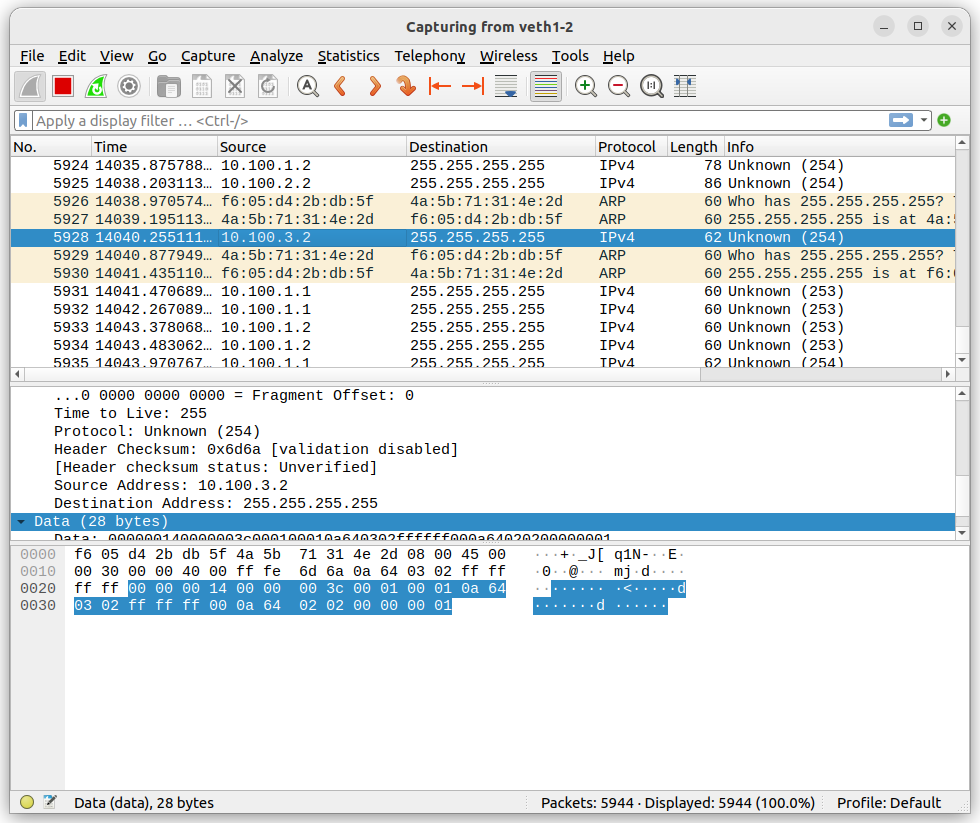 Capturing from veth1-2
File Edit View Go Capture Analyze Statistics Telephony Wireless Tools Help
Apply a display filter … <Ctrl-/>
No. Time Source Destination Protocol Length Info
5924 14035.875788… 10.100.1.2 255.255.255.255 IPv4 78 Unknown (254)
5925 14038.203113… 10.100.2.2 255.255.255.255 IPv4 86 Unknown (254)
5926 14038.970574… f6:05:d4:2b:db:5f 4a:5b:71:31:4e:2d ARP 60 Who has 255.255.255.255?
5927 14039.195113… 4a:5b:71:31:4e:2d f6:05:d4:2b:db:5f ARP 60 255.255.255.255 is at 4a:5
5928 14040.255111… 10.100.3.2 255.255.255.255 IPv4 62 Unknown (254)
5929 14040.877949… 4a:5b:71:31:4e:2d f6:05:d4:2b:db:5f ARP 60 Who has 255.255.255.255?
5930 14041.435110… f6:05:d4:2b:db:5f 4a:5b:71:31:4e:2d ARP 60 255.255.255.255 is at f6:0
5931 14041.470689… 10.100.1.1 255.255.255.255 IPv4 60 Unknown (253)
5932 14042.267089… 10.100.1.1 255.255.255.255 IPv4 60 Unknown (253)
5933 14043.378068… 10.100.1.2 255.255.255.255 IPv4 60 Unknown (253)
5934 14043.483062… 10.100.1.2 255.255.255.255 IPv4 60 Unknown (253)
5935 14043.970767… 10.100.1.1 255.255.255.255 IPv4 62 Unknown (254)
...0 0000 0000 0000 = Fragment Offset: 0
Time to Live: 255
Protocol: Unknown (254)
Header Checksum: 0x6d6a [validation disabled]
[Header checksum status: Unverified]
Source Address: 10.100.3.2
Destination Address: 255.255.255.255
Data (28 bytes)
Data: 000000140000003c000100010a640302ffffff000a64020200000001
0000 f6 05 d4 2b db 5f 4a 5b 71 31 4e 2d 08 00 45 00 ···+·_J[ q1N-··E·
0010 00 30 00 00 40 00 ff fe 6d 6a 0a 64 03 02 ff ff ·0··@··· mj·d····
0020 ff ff 00 00 00 14 00 00 00 3c 00 01 00 01 0a 64 ········ ·<·····d
0030 03 02 ff ff ff 00 0a 64 02 02 00 00 00 01 ·······d ······
Data (data), 28 bytes
Packets: 5944 · Displayed: 5944 (100.0%)
Profile: Default